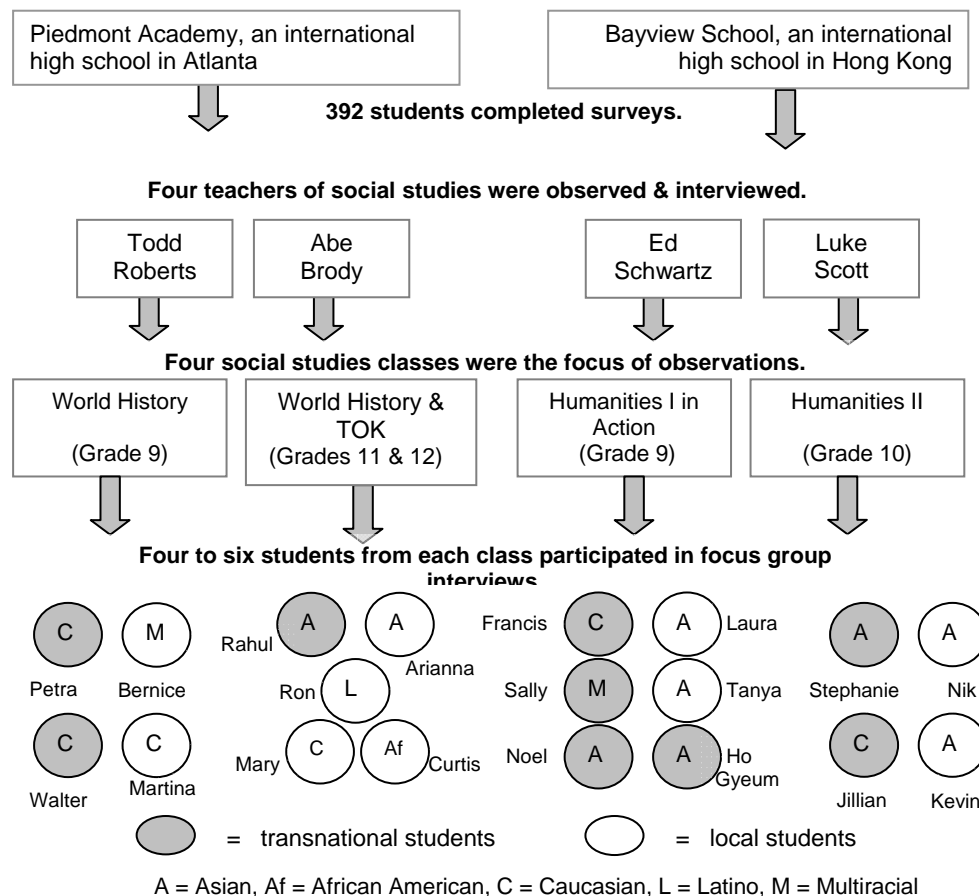 Piedmont Academy, an international
high school in Atlanta
Bayview School, an international
high school in Hong Kong
392 students completed surveys.
Four teachers of social studies were observed & interviewed.
Todd
Roberts
Abe
Brody
Ed
Schwartz
Luke
Scott
Four social studies classes were the focus of observations.
World History
(Grade 9)
World History &
TOK
(Grades 11 & 12)
Humanities I in
Action
(Grade 9)
Humanities II
(Grade 10)
Four to six students from each class participated in focus group
interviews
C
M
Petra
Bernice
C
C
Walter
Martina
A
A
Rahul
Arianna
Ron
L
Mary
C
Af
Curtis
Francis
C
A
Laura
Sally
M
A
Tanya
Noel
A
A
Ho
Gyeum
A
A
Stephanie
Nik
C
A
Jillian
Kevin
= transnational students
= local students
A = Asian, Af = African American, C = Caucasian, L = Latino, M = Multiracial